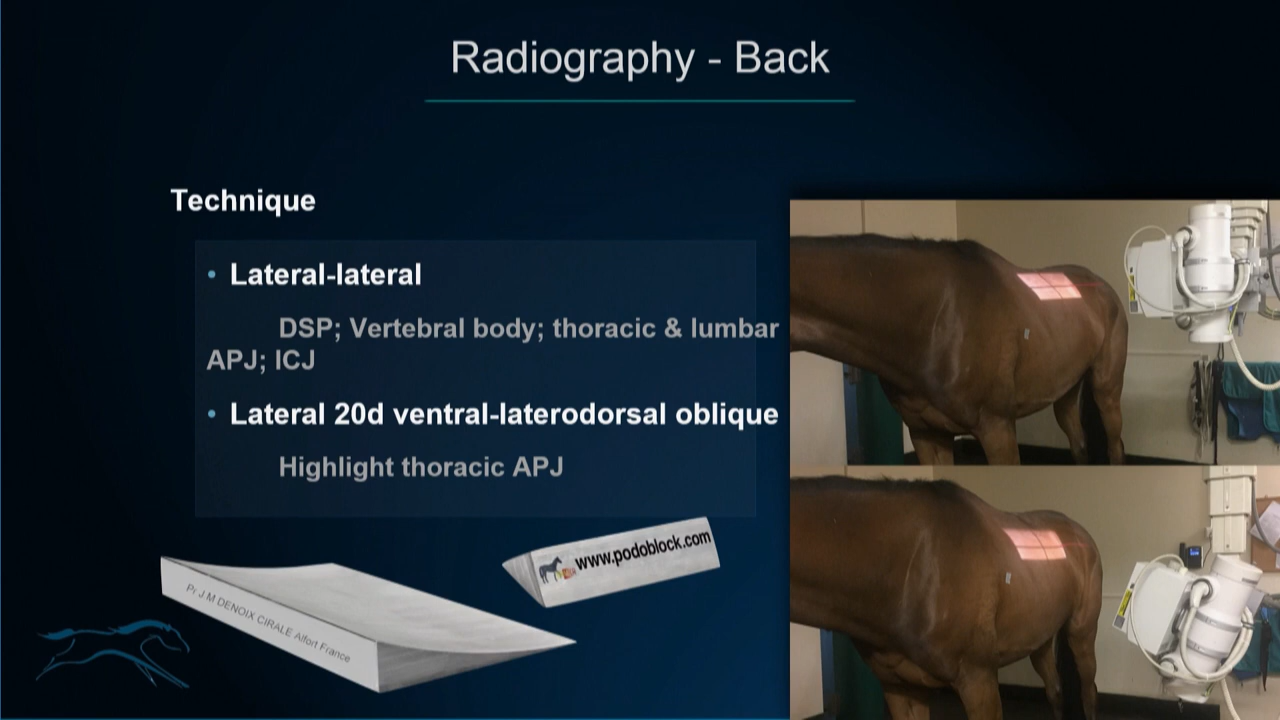 Radiography - Back
Technique
• Lateral-lateral
DSP; Vertebral body; thoracic & lumbar
APJ; ICJ
• Lateral 20d ventral-laterodorsal oblique
Highlight thoracic APJ
www.podoblock.com
Pr J.M DENOIX CIRALE Alfort France